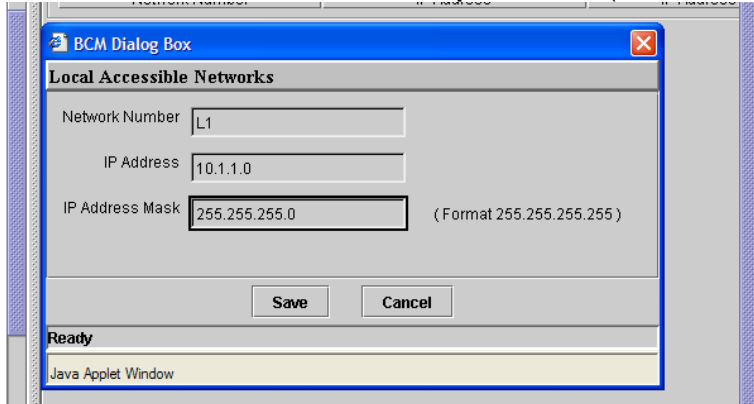 BCM Dialog Box
Local Accessible Networks
Network Number L1
IP Address 10.1.1.0
IP Address Mask 255.255.255.0 ( Format 255.255.255.255 )
Save Cancel
Ready
Java Applet Window